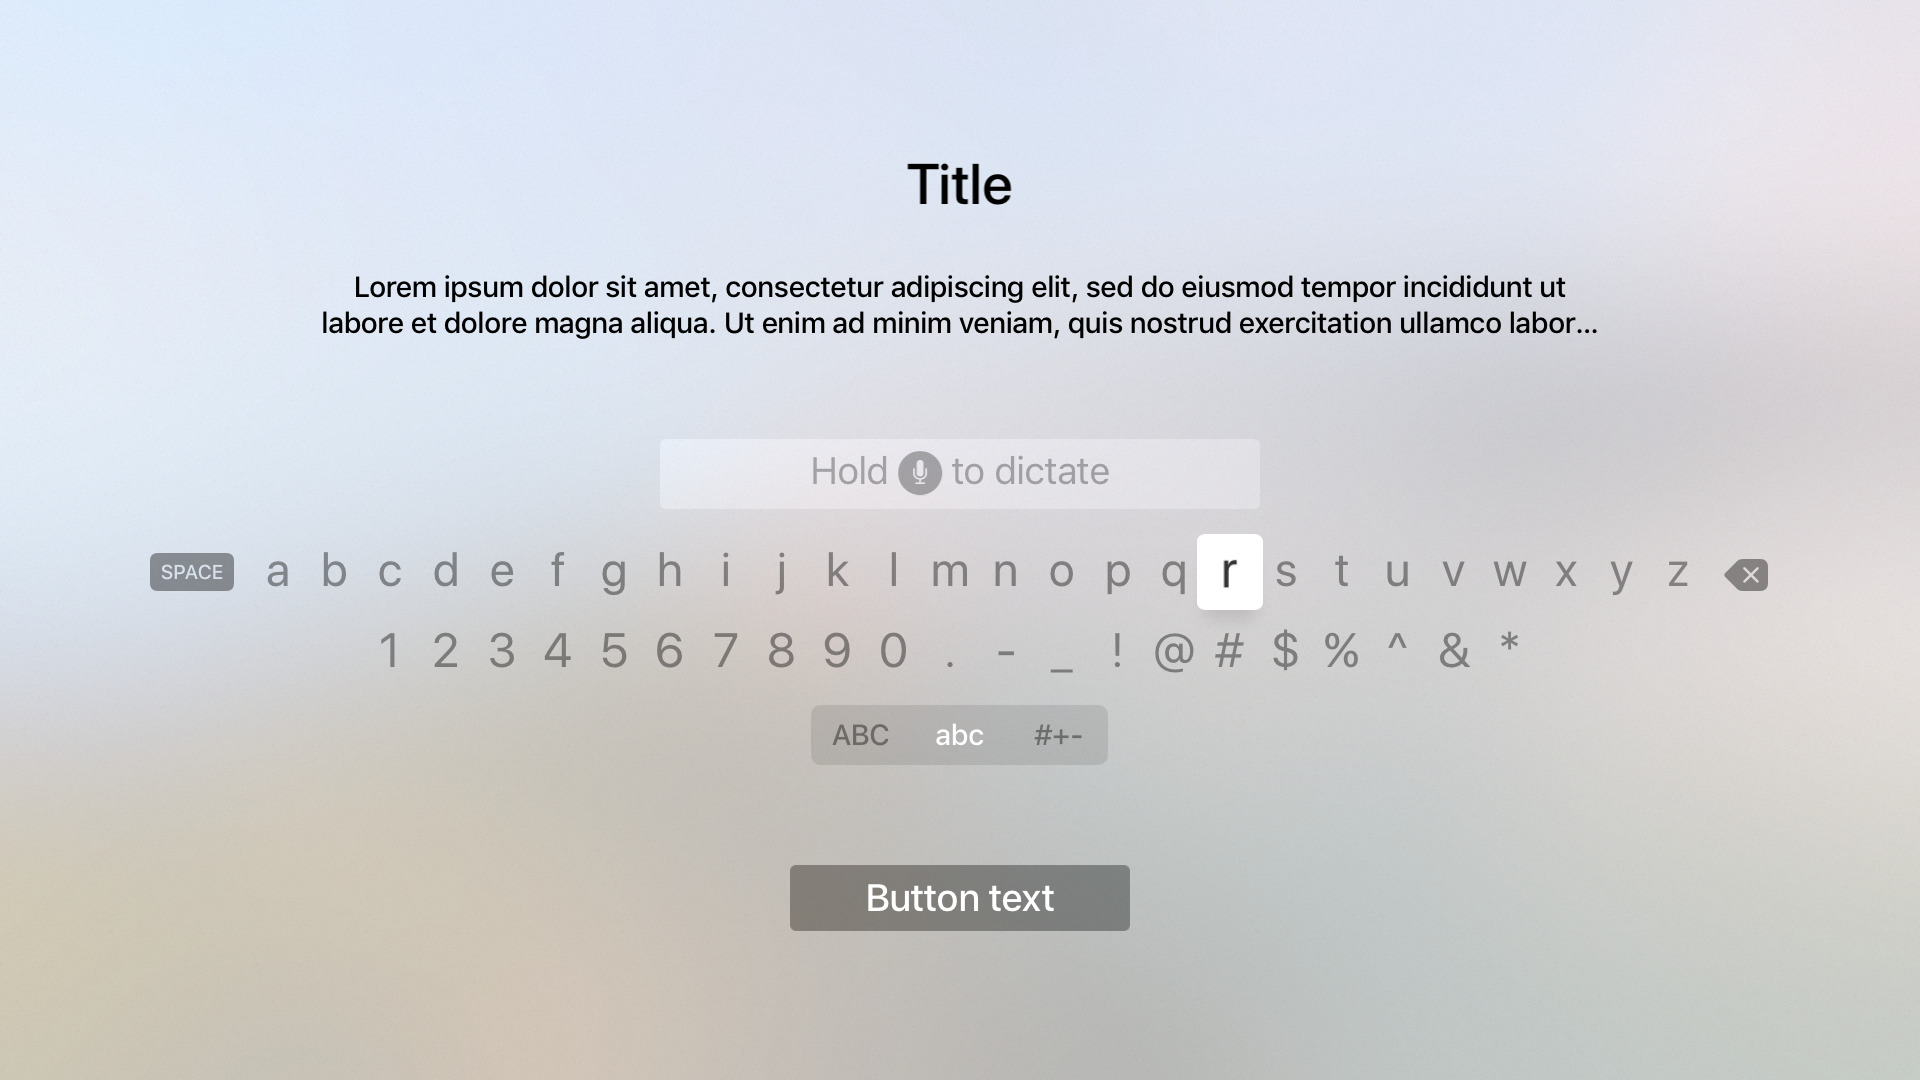 Title
Lorem ipsum dolor sit amet, consectetur adipiscing elit, sed do eiusmod tempor incididunt ut
labore et dolore magna aliqua. Ut enim ad minim veniam, quis nostrud exercitation ullamco labor...
Hold to dictate
SPACE a b c d e f g h i j k l m n o p q r s t u v w x y z
1 2 3 4 5 6 7 8 9 0 . - _ ! @ # $ % ^ & *
ABC abc #+-
Button text